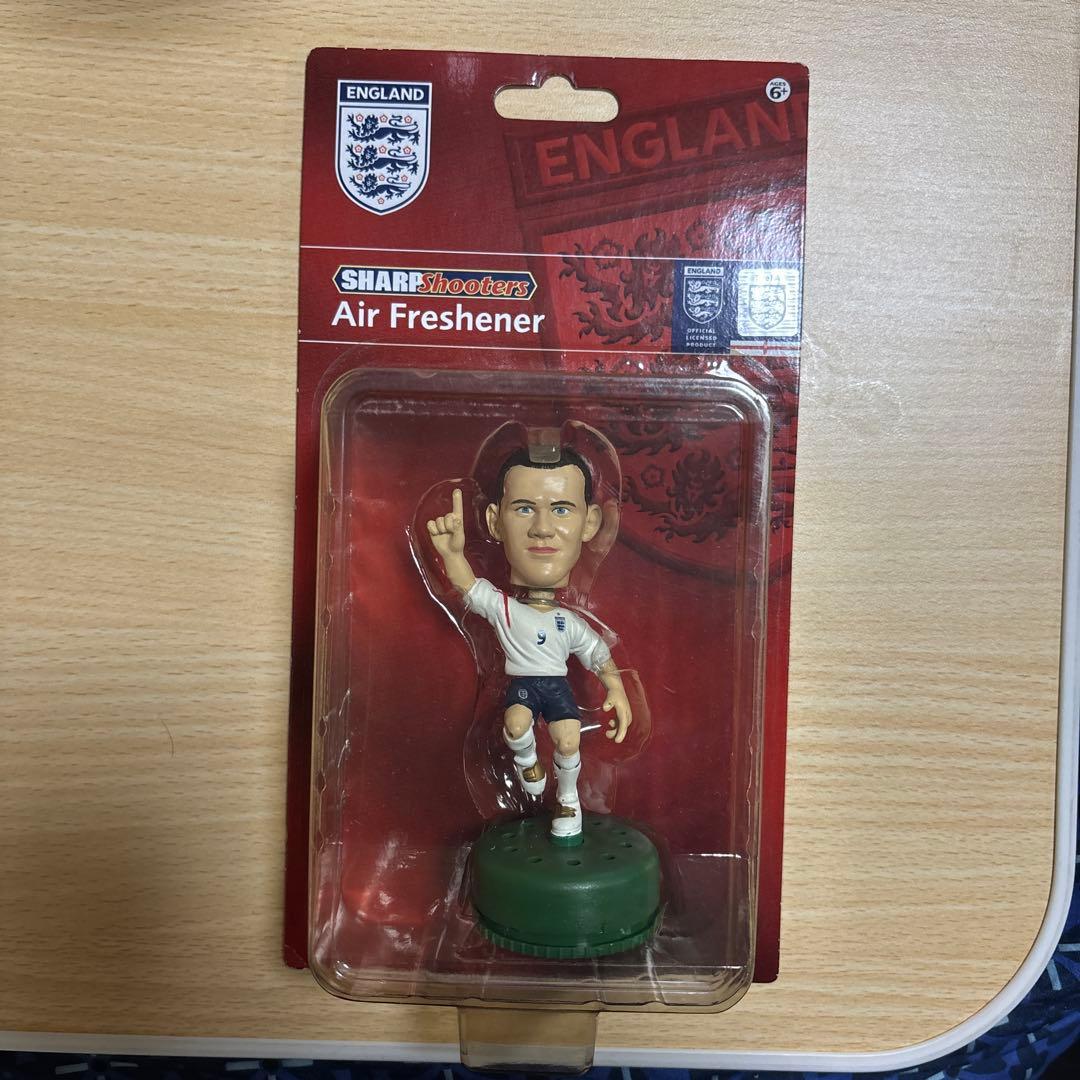 ENGLAND
AGES
6+
ENGLAN
SHARPShooters
Air Freshener
ENGLAND
OFFICIAL
LICENSED
PRODUCT
9